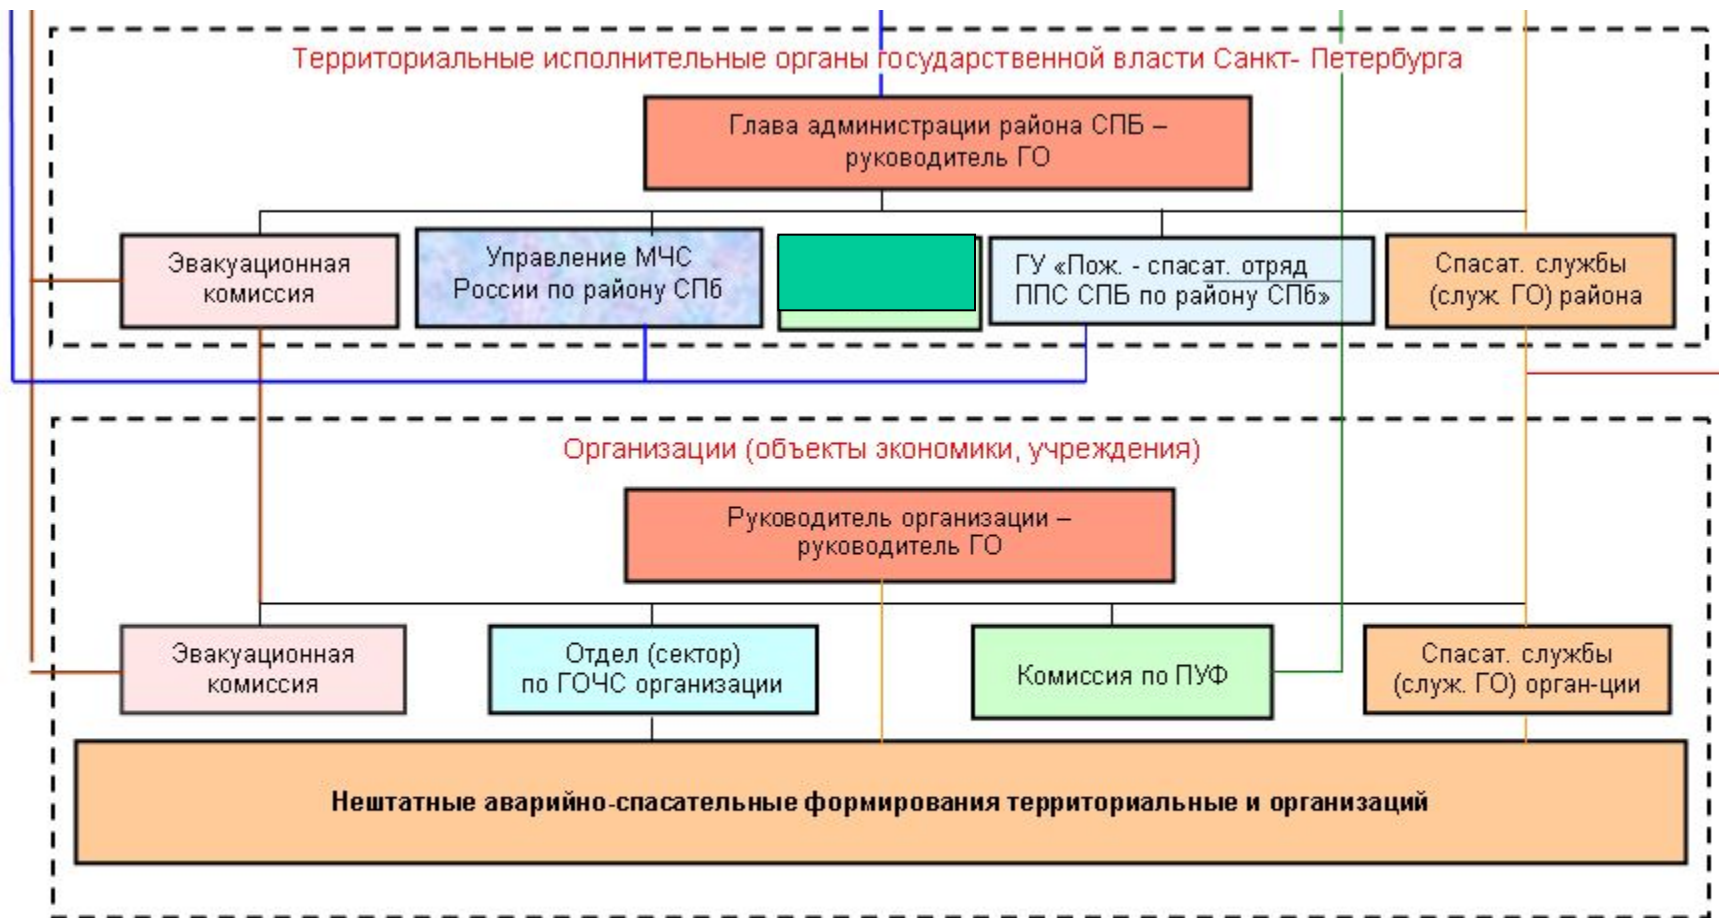 Территориальные исполнительные органы государственной власти Санкт- Петербурга
Глава администрации района СПБ –
руководитель ГО
Эвакуационная
комиссия
Управление МЧС
России по району СПб
ГУ «Пож. - спасат. отряд
ППС СПБ по району СПб»
Спасат. службы
(служ. ГО) района
Организации (объекты экономики, учреждения)
Руководитель организации –
руководитель ГО
Эвакуационная
комиссия
Отдел (сектор)
по ГОЧС организации
Комиссия по ПУФ
Спасат. службы
(служ. ГО) орган-ции
Нештатные аварийно-спасательные формирования территориальные и организаций